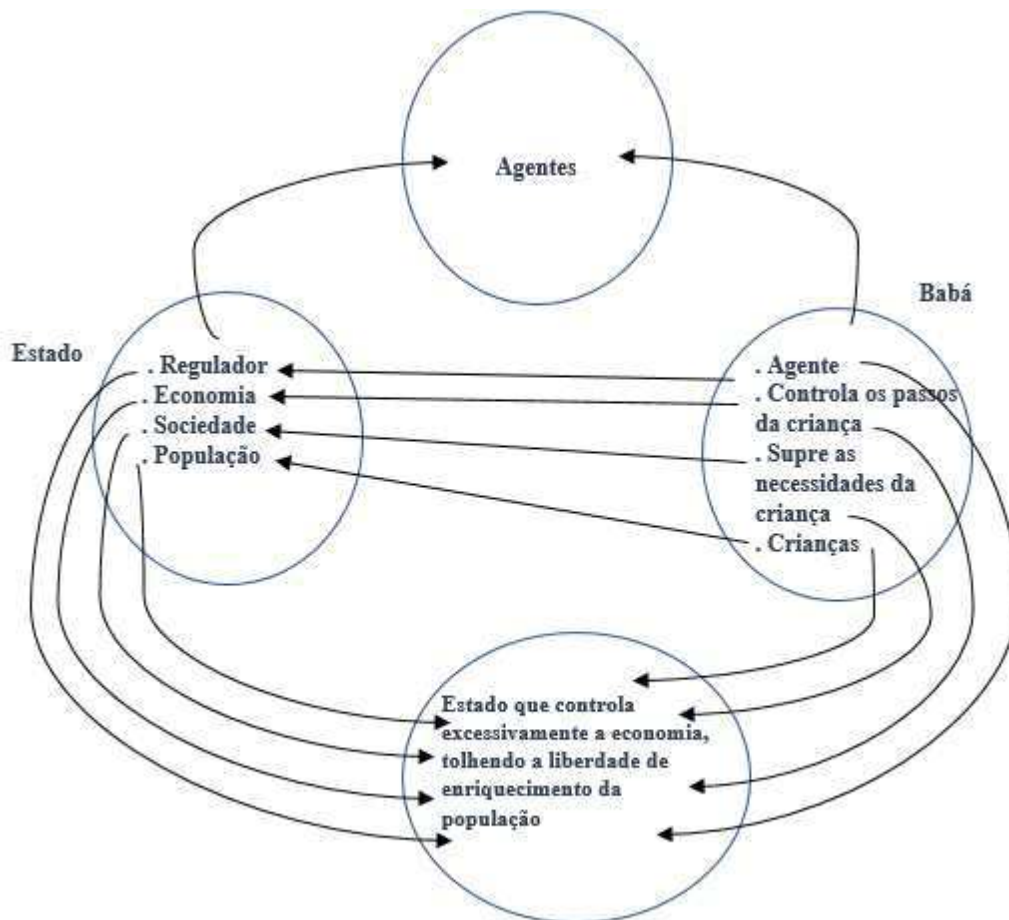 Agentes
Babá
Estado
. Regulador
. Economia
. Sociedade
. População
. Agente
. Controla os passos
da criança
. Supre as
necessidades da
criança
. Crianças
Estado que controla
excessivamente a economia,
tolhendo a liberdade de
enriquecimento da
população